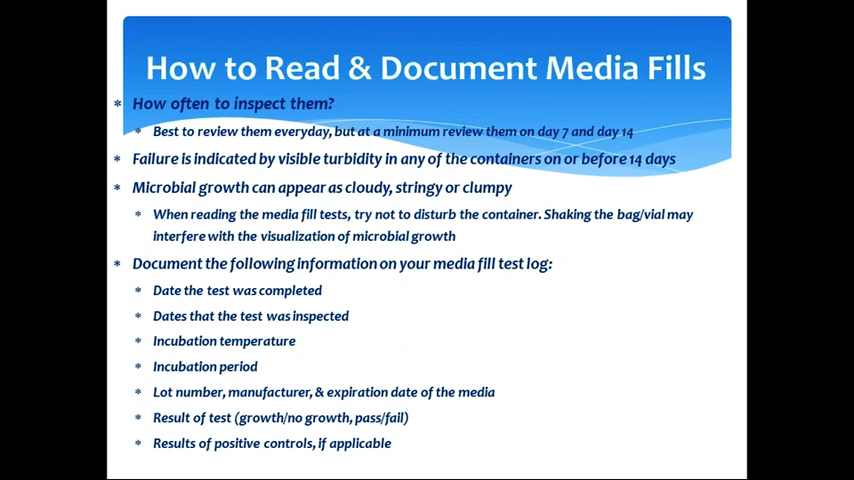 How to Read & Document Media Fills
* How often to inspect them?
* Best to review them everyday, but at a minimum review them on day 7 and day 14
* Failure is indicated by visible turbidity in any of the containers on or before 14 days
* Microbial growth can appear as cloudy, stringy or clumpy
* When reading the media fill tests, try not to disturb the container. Shaking the bag/vial may
interfere with the visualization of microbial growth
* Document the following information on your media fill test log:
* Date the test was completed
* Dates that the test was inspected
* Incubation temperature
* Incubation period
* Lot number, manufacturer, & expiration date of the media
* Result of test (growth/no growth, pass/fail)
* Results of positive controls, if applicable